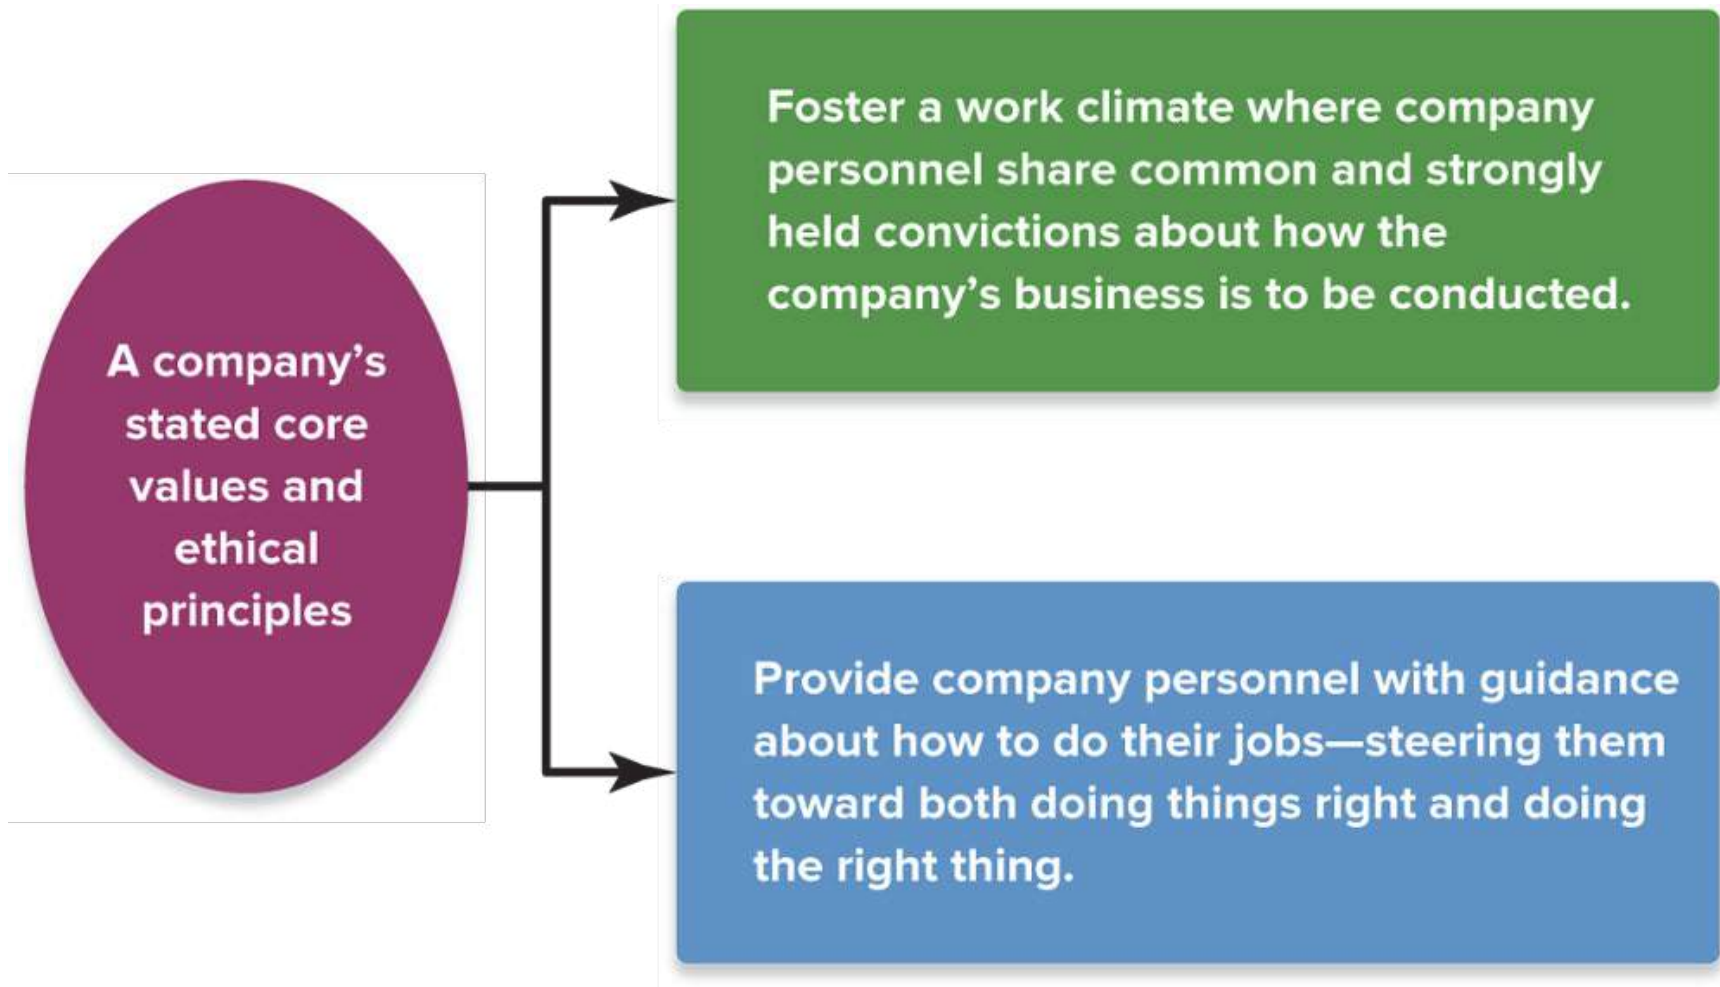 A company’s
stated core
values and
ethical
principles
Foster a work climate where company
personnel share common and strongly
held convictions about how the
company’s business is to be conducted.
Provide company personnel with guidance
about how to do their jobs—steering them
toward both doing things right and doing
the right thing.